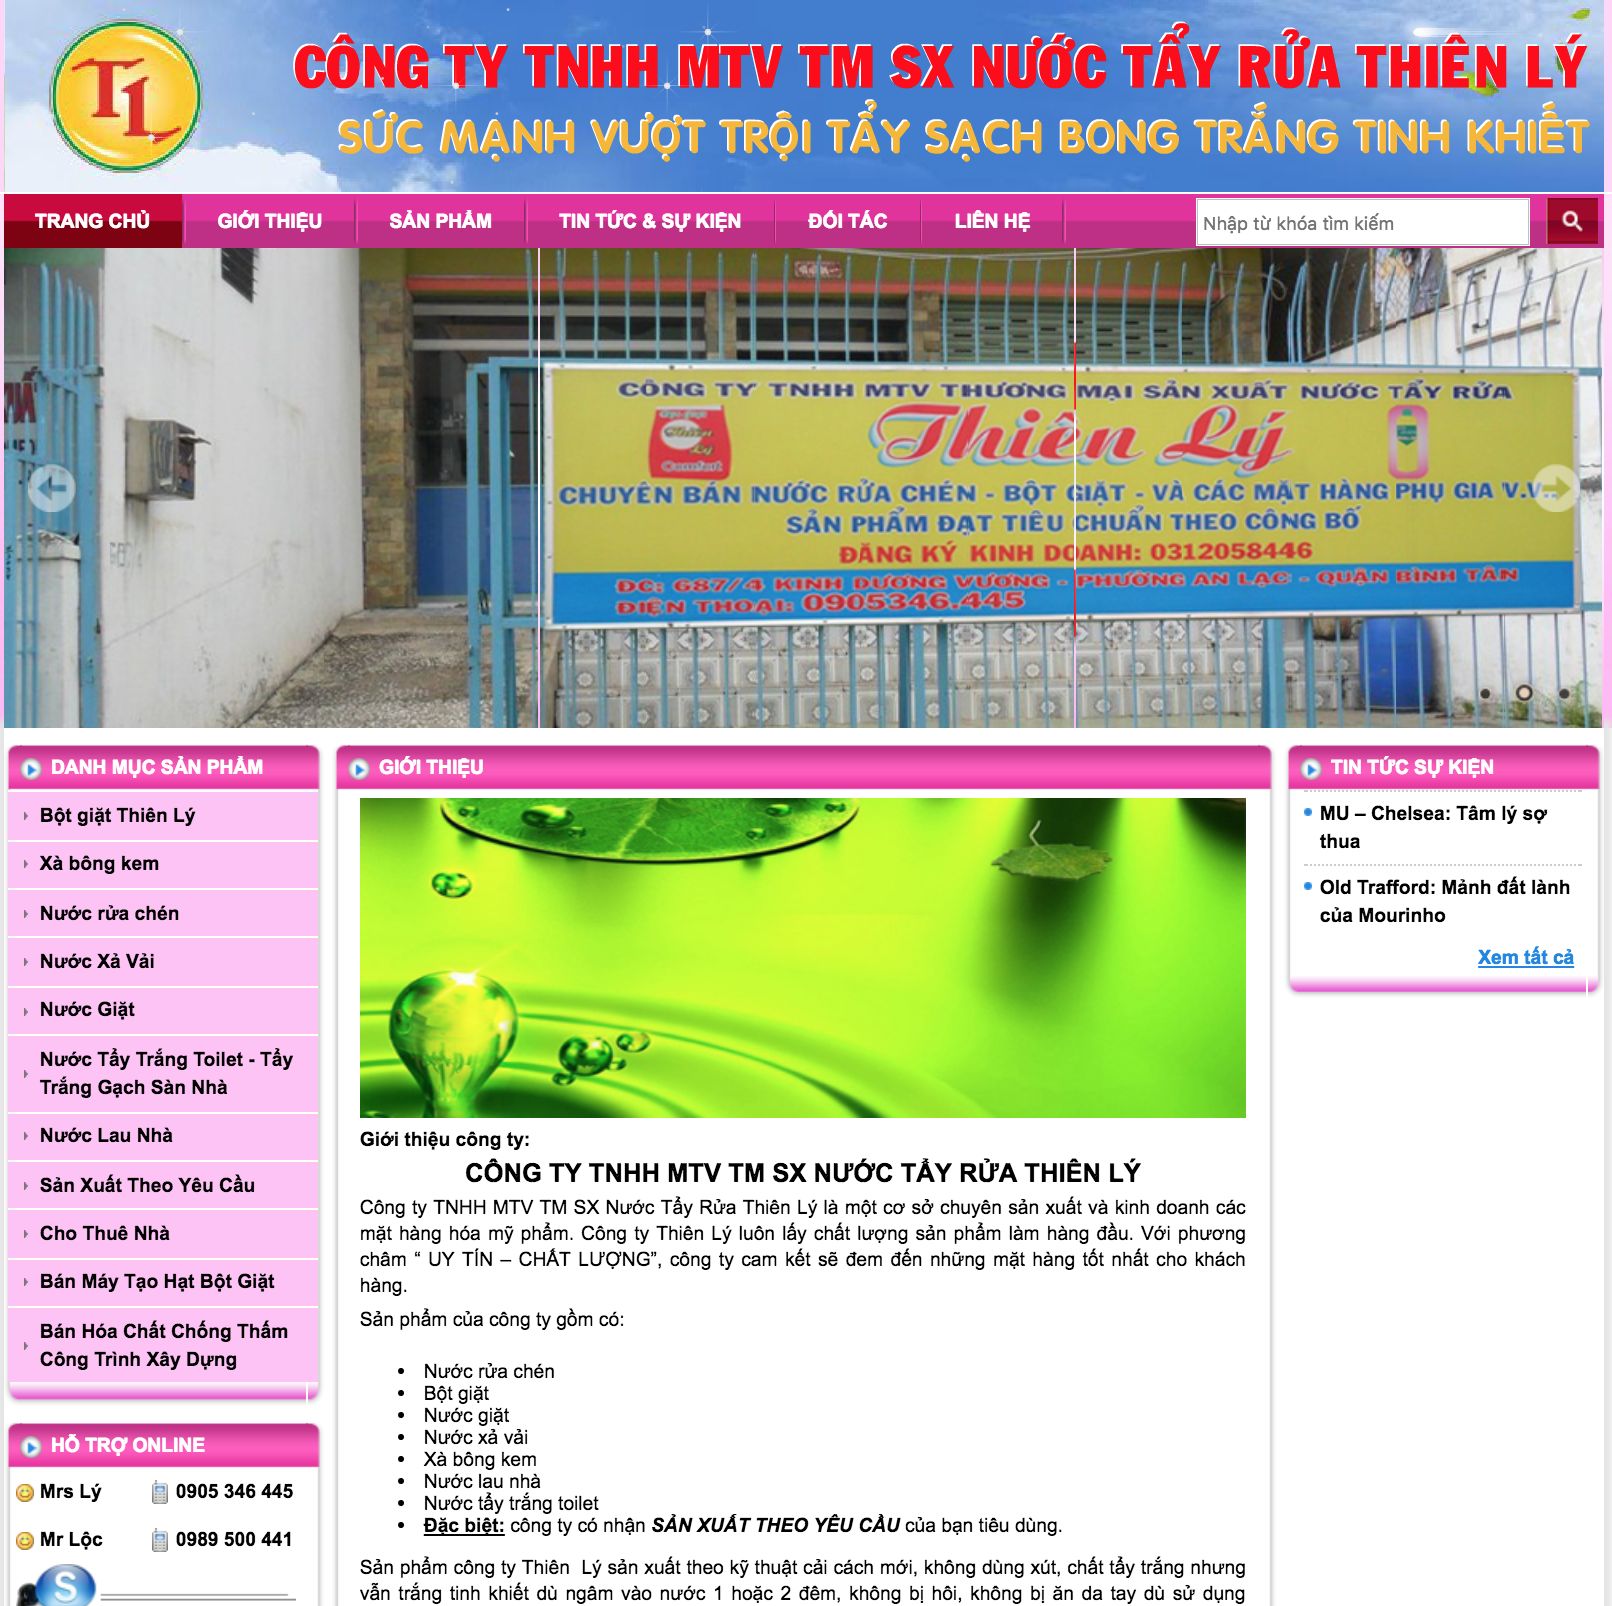 TL
CÔNG TY TNHH MTV TM SX NƯỚC TẨY RỬA THIÊN LÝ
SỨC MẠNH VƯỢT TRỘI TẨY SẠCH BONG TRẮNG TINH KHIẾT
TRANG CHỦ
GIỚI THIỆU
SẢN PHẨM
TIN TỨC & SỰ KIỆN
ĐỐI TÁC
LIÊN HỆ
Nhập từ khóa tìm kiếm
CÔNG TY TNHH MTV THƯƠNG MẠI SẢN XUẤT NƯỚC TẨY RỬA
Thiên Lý
Thiên Lý
Comfort
CHUYÊN BÁN NƯỚC RỬA CHÉN - BỘT GIẶT - VÀ CÁC MẶT HÀNG PHỤ GIA V.V..
SẢN PHẨM ĐẠT TIÊU CHUẨN THEO CÔNG BỐ
ĐĂNG KÝ KINH DOANH: 0312058446
ĐC: 687/4 KINH DƯƠNG VƯƠNG - PHƯỜNG AN LẠC - QUẬN BÌNH TÂN
ĐIỆN THOẠI: 0905346.445
DANH MỤC SẢN PHẨM
Bột giặt Thiên Lý
Xà bông kem
Nước rửa chén
Nước Xả Vải
Nước Giặt
Nước Tẩy Trắng Toilet - Tẩy
Trắng Gạch Sàn Nhà
Nước Lau Nhà
Sản Xuất Theo Yêu Cầu
Cho Thuê Nhà
Bán Máy Tạo Hạt Bột Giặt
Bán Hóa Chất Chống Thấm
Công Trình Xây Dựng
HỖ TRỢ ONLINE
Mrs Lý 0905 346 445
Mr Lộc 0989 500 441
S
GIỚI THIỆU
Giới thiệu công ty:
CÔNG TY TNHH MTV TM SX NƯỚC TẨY RỬA THIÊN LÝ
Công ty TNHH MTV TM SX Nước Tẩy Rửa Thiên Lý là một cơ sở chuyên sản xuất và kinh doanh các
mặt hàng hóa mỹ phẩm. Công ty Thiên Lý luôn lấy chất lượng sản phẩm làm hàng đầu. Với phương
châm “ UY TÍN – CHẤT LƯỢNG”, công ty cam kết sẽ đem đến những mặt hàng tốt nhất cho khách
hàng.
Sản phẩm của công ty gồm có:
• Nước rửa chén
• Bột giặt
• Nước giặt
• Nước xả vải
• Xà bông kem
• Nước lau nhà
• Nước tẩy trắng toilet
• Đặc biệt: công ty có nhận SẢN XUẤT THEO YÊU CẦU của bạn tiêu dùng.
Sản phẩm công ty Thiên Lý sản xuất theo kỹ thuật cải cách mới, không dùng xút, chất tẩy trắng nhưng
vẫn trắng tinh khiết dù ngâm vào nước 1 hoặc 2 đêm, không bị hôi, không bị ăn da tay dù sử dụng
TIN TỨC SỰ KIỆN
MU – Chelsea: Tâm lý sợ
thua
Old Trafford: Mảnh đất lành
của Mourinho
Xem tất cả